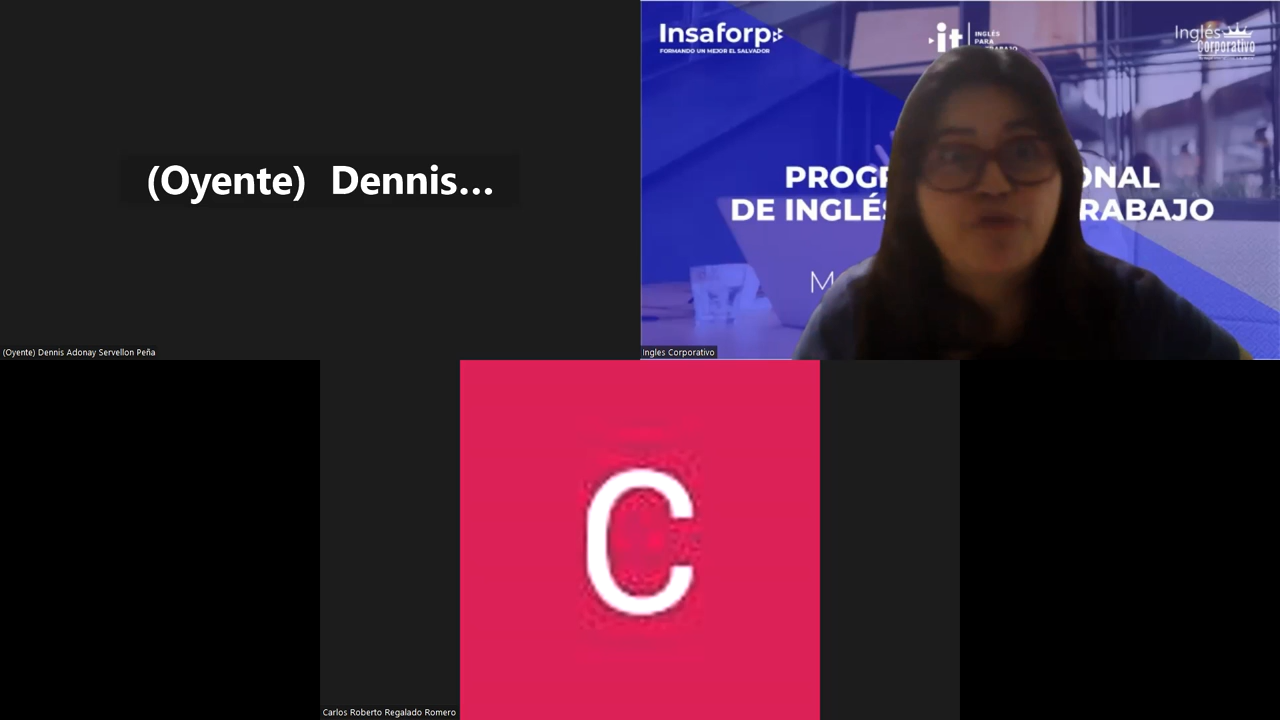 (Oyente) Dennis...
(Oyente) Dennis Adonay Servellon Peña
Insaforp
FORMANDO UN MEJOR EL SALVADOR
it
INGLÉS
PARA
Inglés
Corporativo
PROG ONAL
DE INGLÉS RABAJO
M
Ingles Corporativo
C
Carlos Roberto Regalado Romero